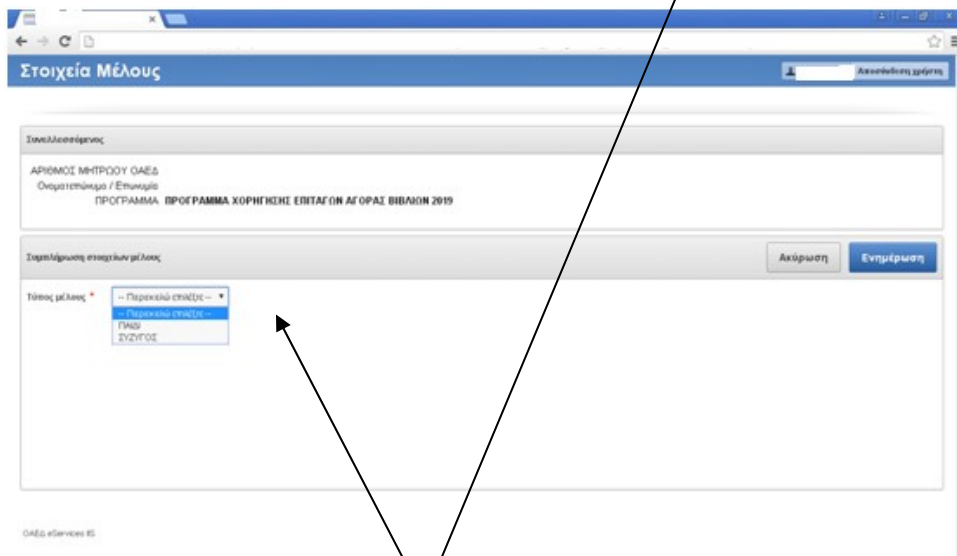 Στοιχεία Μέλους
Αποσύνδεση χρήστη
Συναλλασσόμενος
ΑΡΙΘΜΟΣ ΜΗΤΡΩΟΥ ΟΑΕΔ
Ονοματεπώνυμο / Επωνυμία
ΠΡΟΓΡΑΜΜΑ ΠΡΟΓΡΑΜΜΑ ΧΟΡΗΓΗΣΗΣ ΕΠΙΤΑΓΩΝ ΑΓΟΡΑΣ ΒΙΒΛΙΩΝ 2019
Συμπλήρωση στοιχείων μέλους
Ακύρωση
Ενημέρωση
Τύπος μέλους *
-- Παρακαλώ επιλέξτε --
-- Παρακαλώ επιλέξτε --
ΠΑΙΔΙ
ΣΥΖΥΓΟΣ
ΟΑΕΔ eServices IS